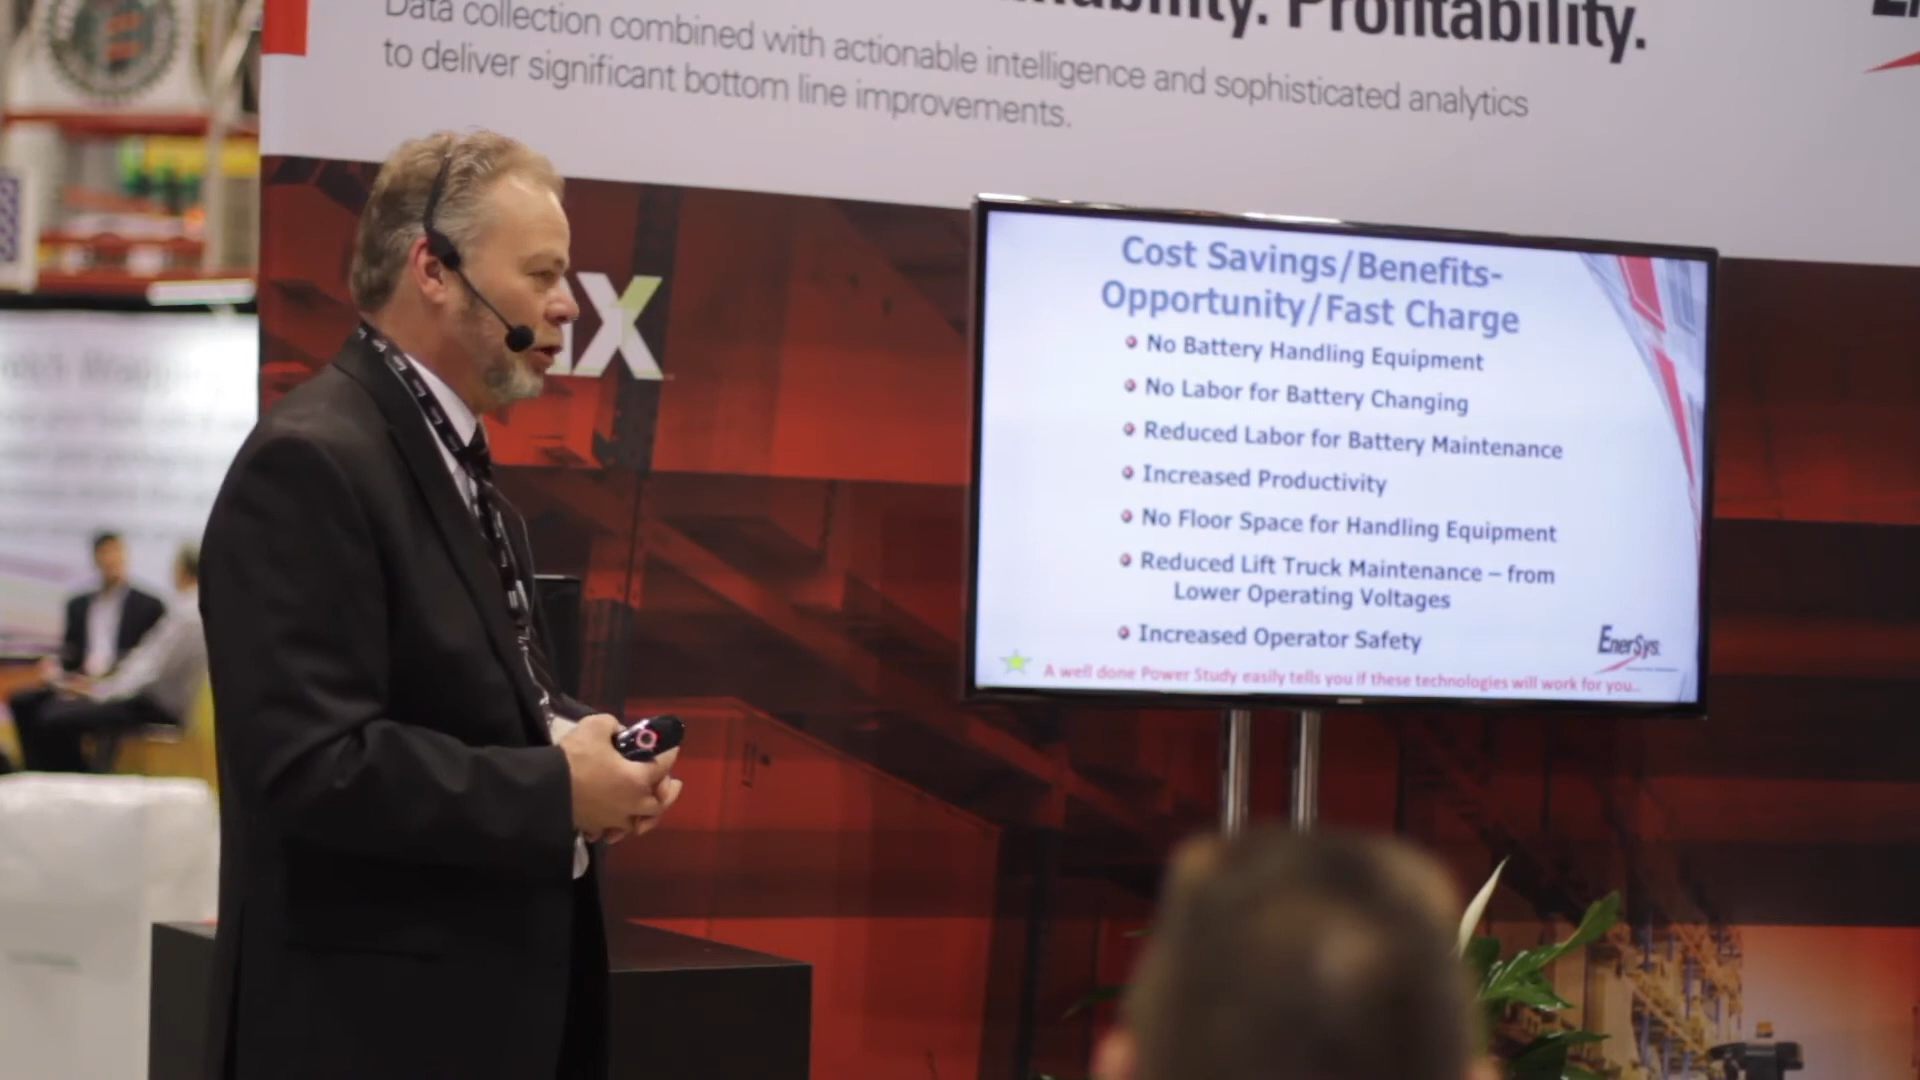 Profitability.
Data collection combined with actionable intelligence and sophisticated analytics
to deliver significant bottom line improvements.
Cost Savings/Benefits-
Opportunity/Fast Charge
No Battery Handling Equipment
No Labor for Battery Changing
Reduced Labor for Battery Maintenance
Increased Productivity
No Floor Space for Handling Equipment
Reduced Lift Truck Maintenance – from
Lower Operating Voltages
Increased Operator Safety
EnerSys
A well done Power Study easily tells you if these technologies will work for you..